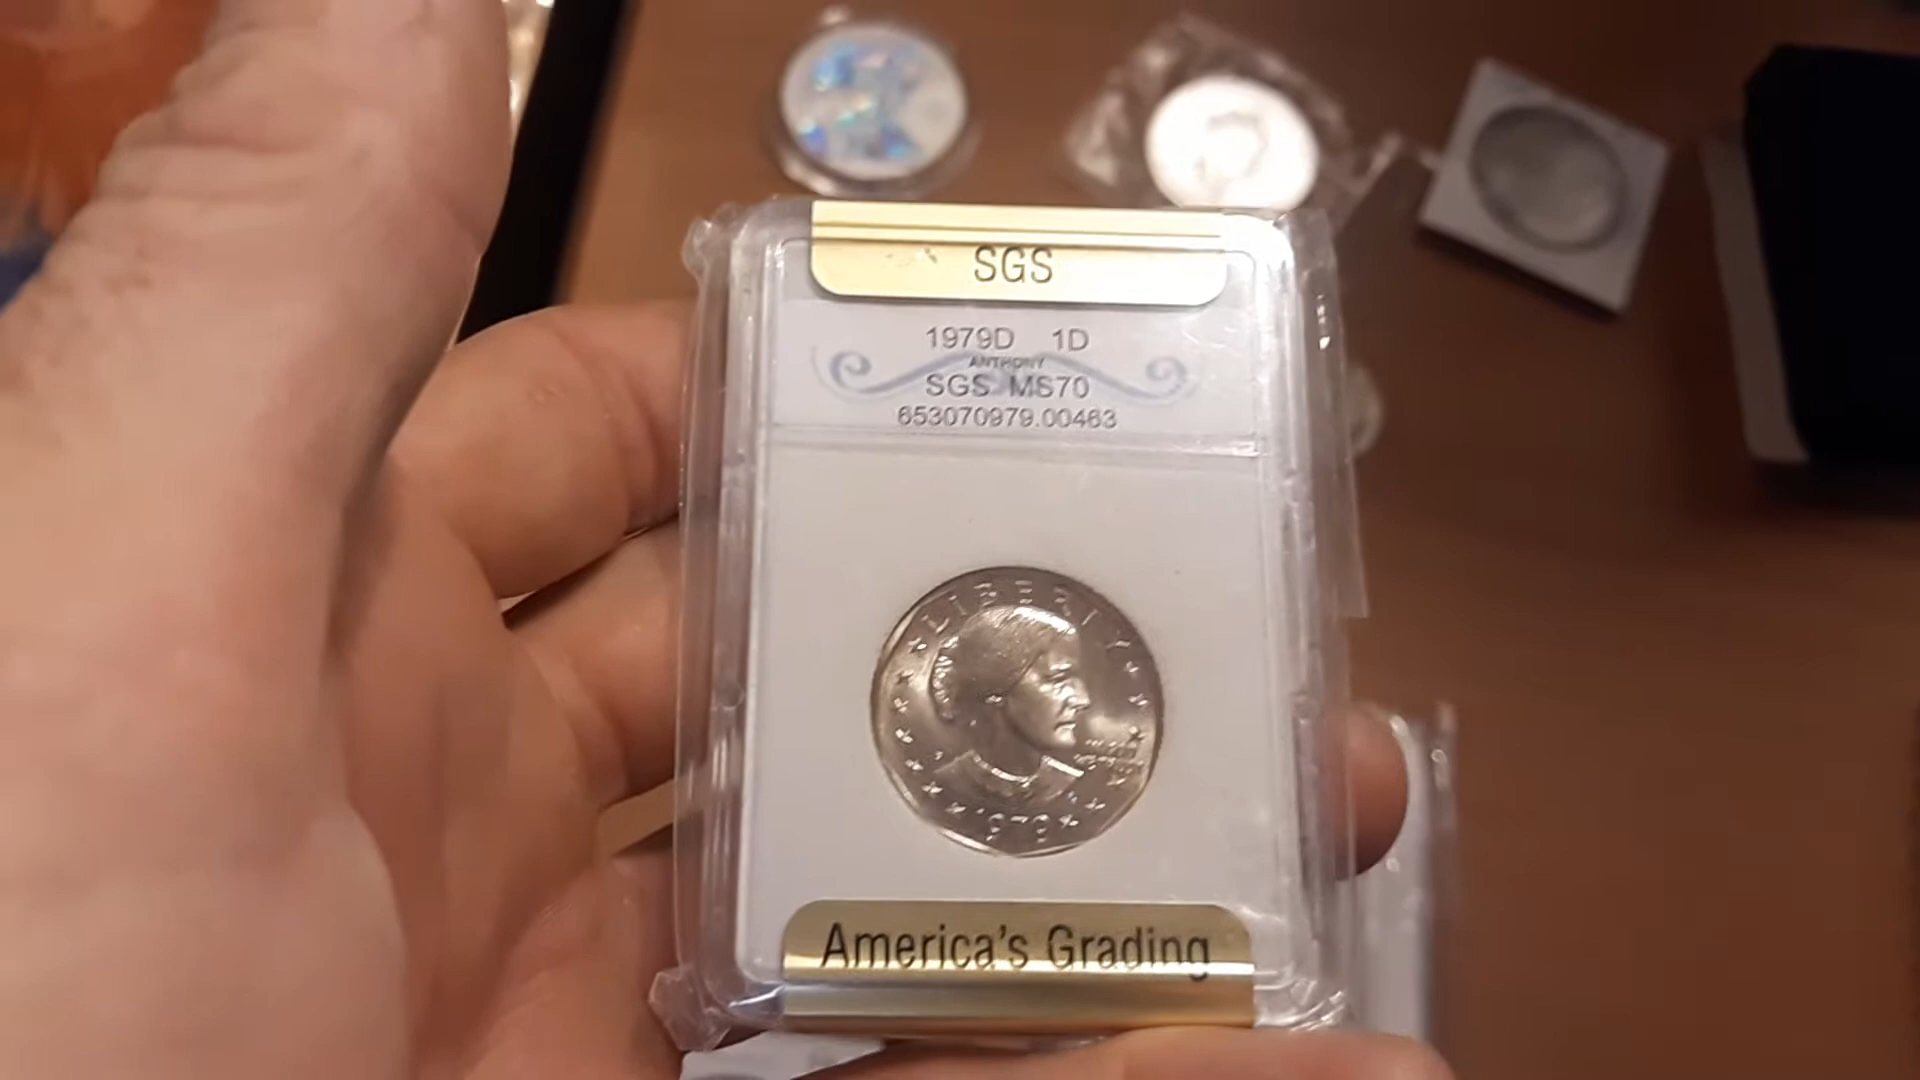 SGS
1979D 1D
ANTHONY
SGS MS70
653070979.00463
LIBERTY
1979
America's Grading